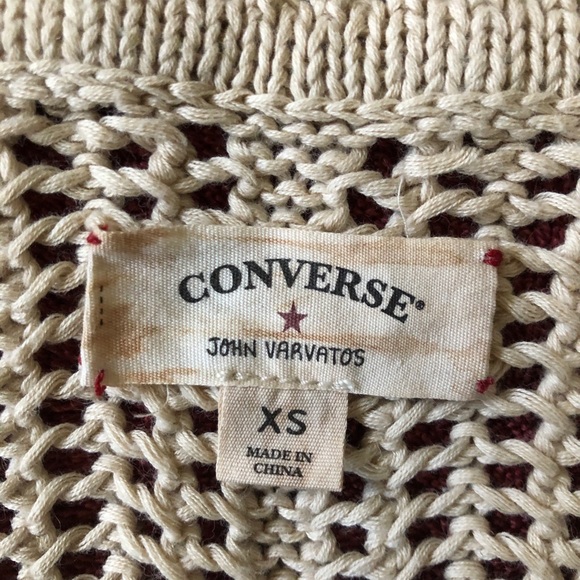 CONVERSE®
JOHN VARVATOS
XS
MADE IN
CHINA